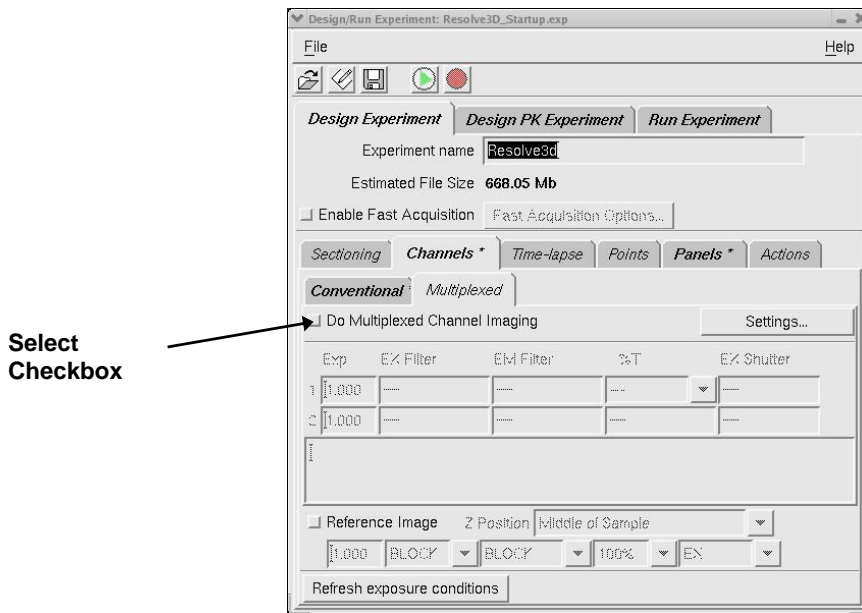 Design/Run Experiment: Resolve3D_Startup.exp
File Help
Design Experiment Design PK Experiment Run Experiment
Experiment name Resolve3d
Estimated File Size 668.05 Mb
Enable Fast Acquisition Fast Acquisition Options...
Sectioning Channels * Time-lapse Points Panels * Actions
Conventional * Multiplexed
Do Multiplexed Channel Imaging Settings...
Select
Checkbox
Exp EX Filter EM Filter %T EX Shutter
1 1.000 ---- ---- ---- ----
2 1.000 ---- ---- ---- ----
Reference Image Z Position Middle of Sample
1.000 BLOCK BLOCK 100% EX
Refresh exposure conditions